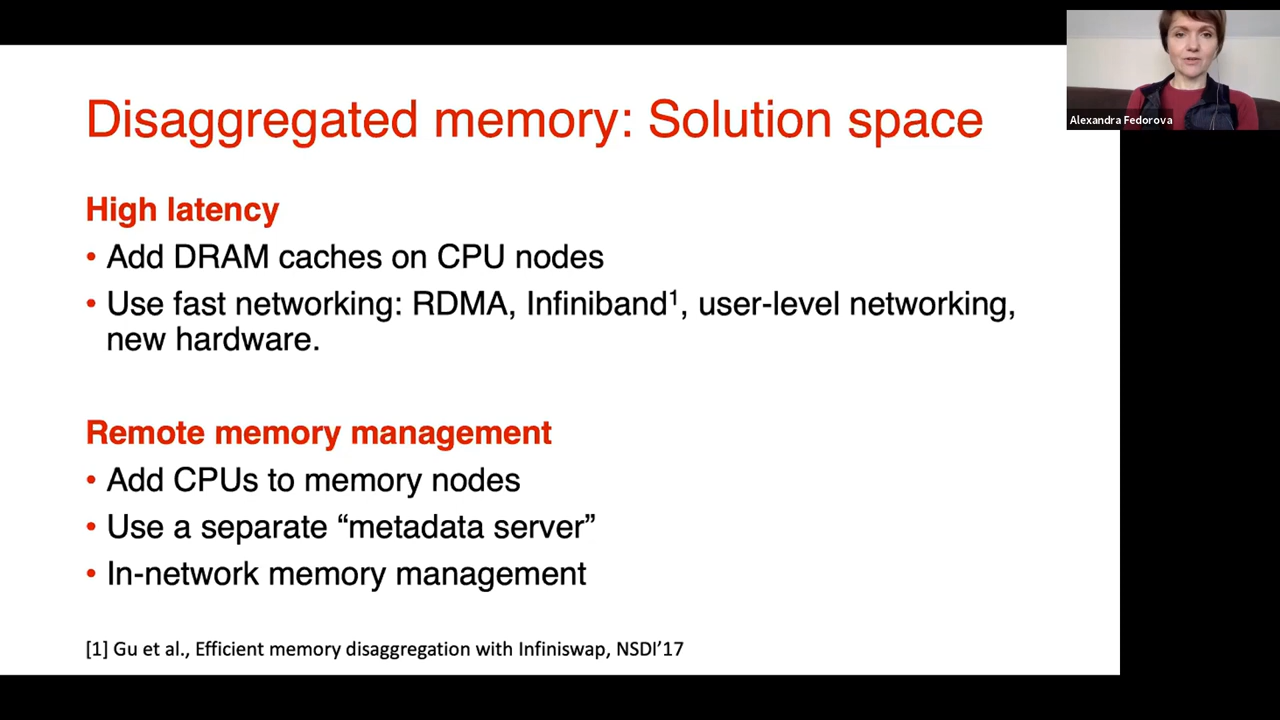 Disaggregated memory: Solution space
Alexandra Fedorova
High latency
• Add DRAM caches on CPU nodes
• Use fast networking: RDMA, Infiniband¹, user-level networking,
new hardware.
Remote memory management
• Add CPUs to memory nodes
• Use a separate “metadata server”
• In-network memory management
[1] Gu et al., Efficient memory disaggregation with Infiniswap, NSDI’17